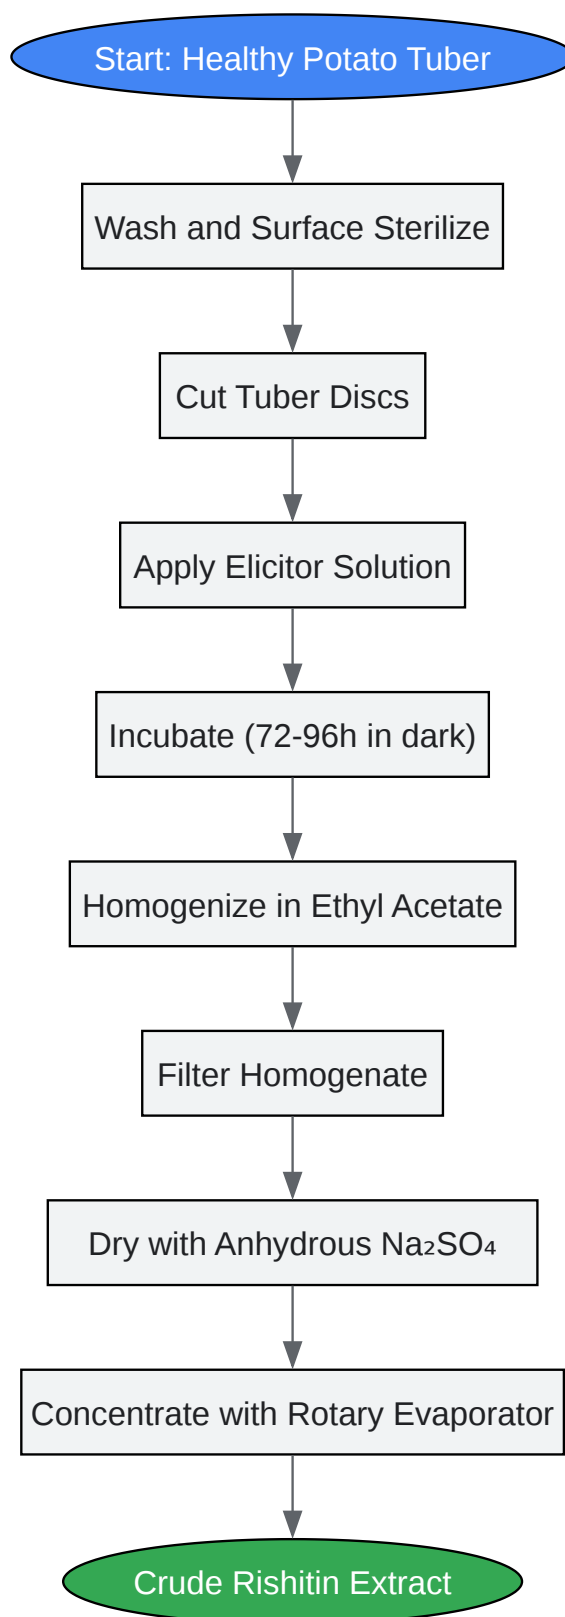 Start: Healthy Potato Tuber
Wash and Surface Sterilize
Cut Tuber Discs
Apply Elicitor Solution
Incubate (72-96h in dark)
Homogenize in Ethyl Acetate
Filter Homogenate
Dry with Anhydrous Na₂SO₄
Concentrate with Rotary Evaporator
Crude Rishitin Extract